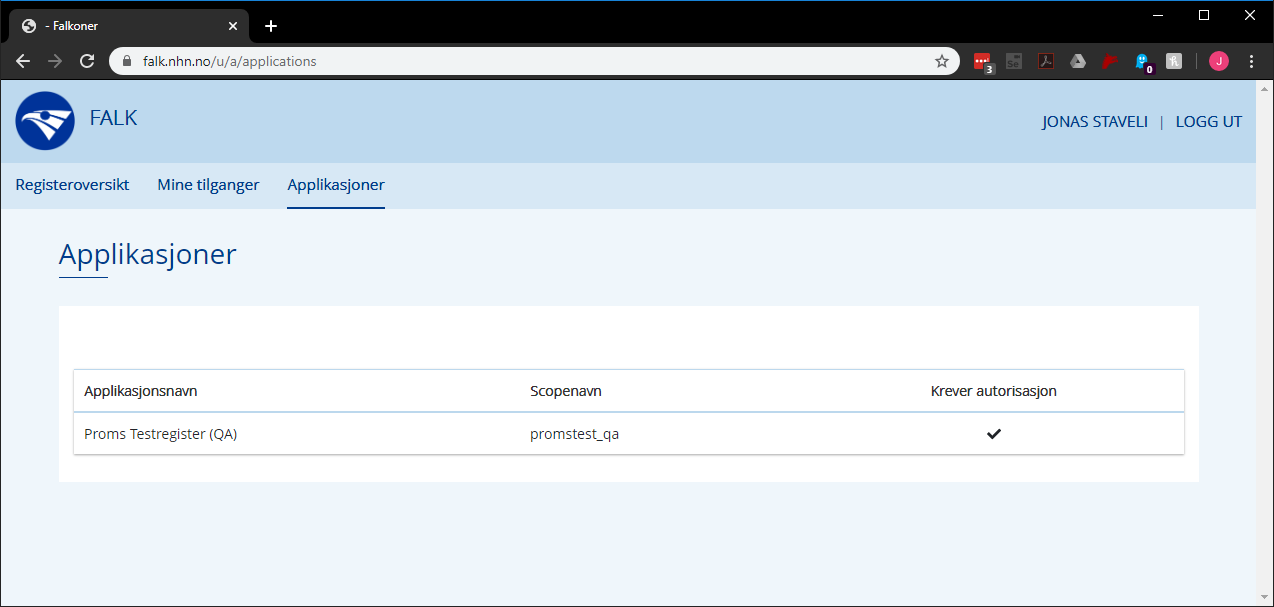 - Falkoner
falk.nhn.no/u/a/applications
3
Se
0
J
FALK
JONAS STAVELI | LOGG UT
Registeroversikt Mine tilganger Applikasjoner
Applikasjoner
Applikasjonsnavn Scopenavn Krever autorisasjon
Proms Testregister (QA) promstest_qa